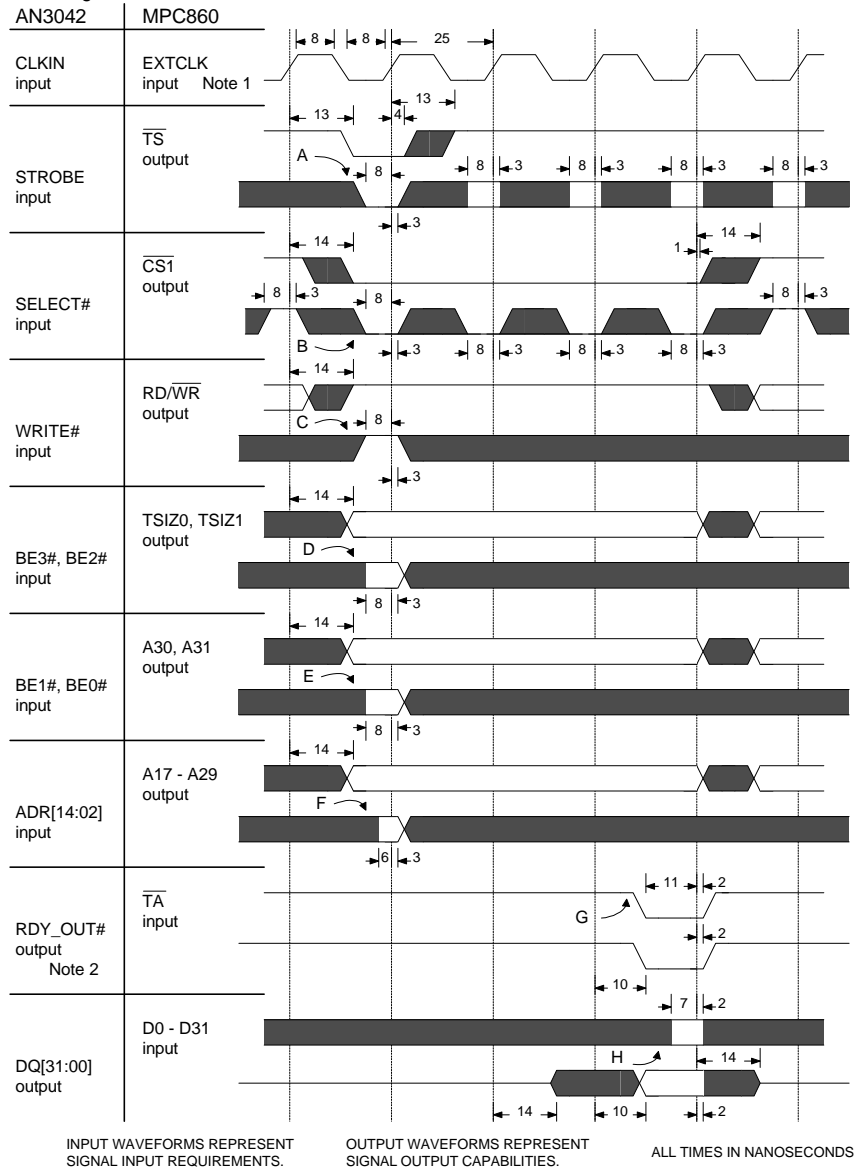 AN3042 MPC860
8 8 25
CLKIN input EXTCLK input Note 1
13 4 13
TS output
A 8 8 3 8 3 8 3 8 3
STROBE input
3
14 1 14
CS1 output
8 3 8 8 3
SELECT# input
B 3 8 3 8 3 8 3
14
RD/WR output
C 8
WRITE# input
3
14
TSIZ0, TSIZ1 output
D
BE3#, BE2# input
8 3
14
A30, A31 output
E
BE1#, BE0# input
8 3
14
A17 - A29 output
F
ADR[14:02] input
6 3
11 2
TA input
G
RDY_OUT# output Note 2
2
10
7 2
D0 - D31 input
H 14
DQ[31:00] output
14 10 2
INPUT WAVEFORMS REPRESENT SIGNAL INPUT REQUIREMENTS.
OUTPUT WAVEFORMS REPRESENT SIGNAL OUTPUT CAPABILITIES.
ALL TIMES IN NANOSECONDS